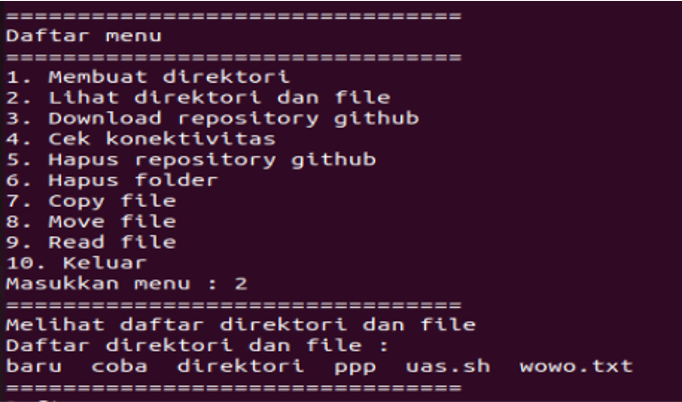 ================================
Daftar menu
================================
1. Membuat direktori
2. Lihat direktori dan file
3. Download repository github
4. Cek konektivitas
5. Hapus repository github
6. Hapus folder
7. Copy file
8. Move file
9. Read file
10. Keluar
Masukkan menu : 2
================================
Melihat daftar direktori dan file
Daftar direktori dan file :
baru  coba  direktori  ppp  uas.sh  wowo.txt
================================